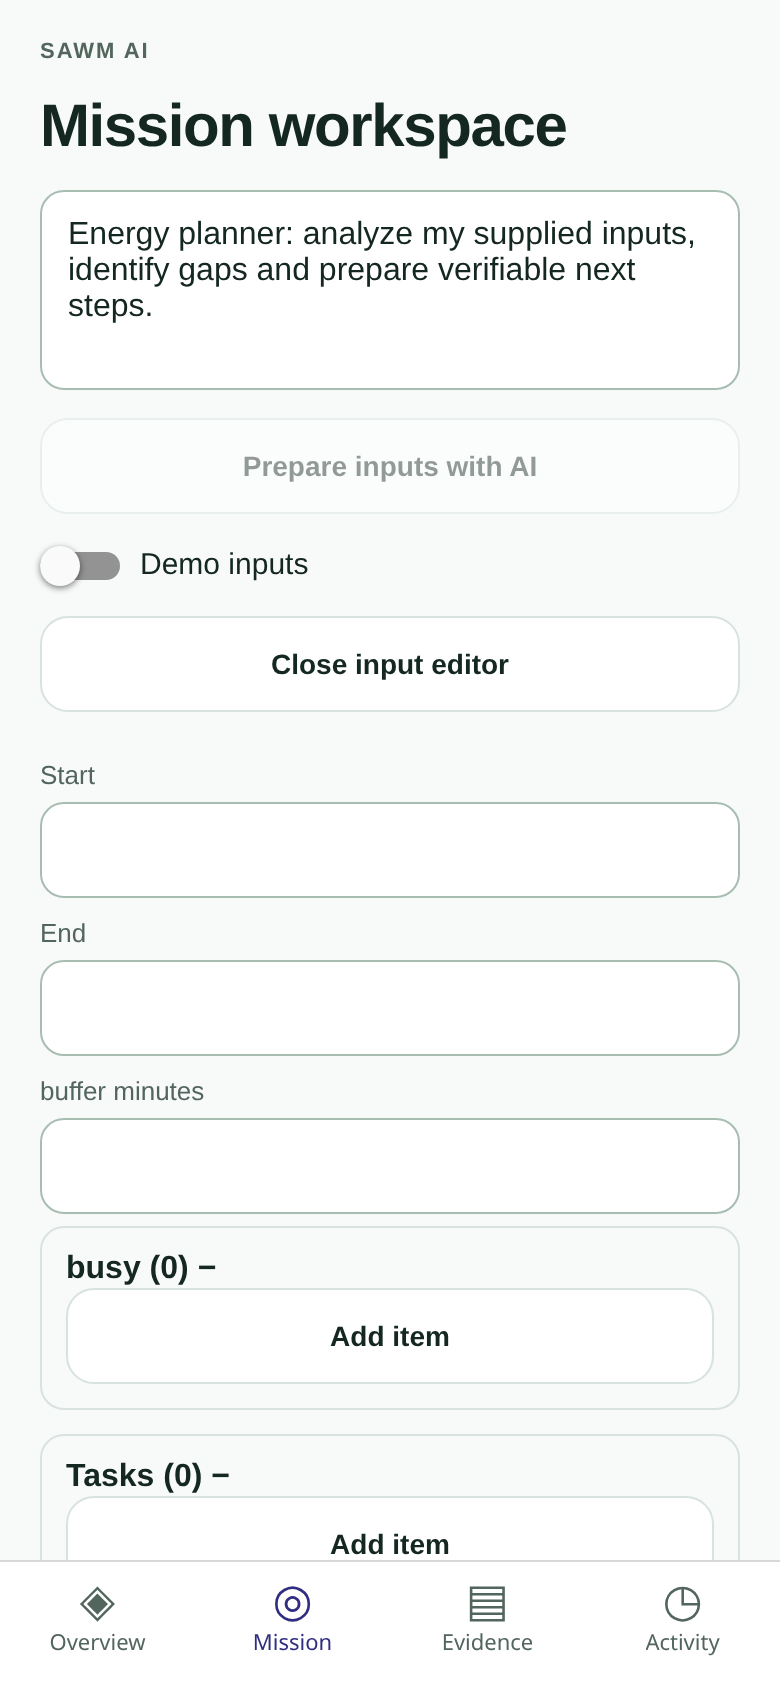 SAWM AI
Mission workspace
Energy planner: analyze my supplied inputs,
identify gaps and prepare verifiable next
steps.
Prepare inputs with AI
Demo inputs
Close input editor
Start
End
buffer minutes
busy (0) −
Add item
Tasks (0) −
Add item
Overview
Mission
Evidence
Activity